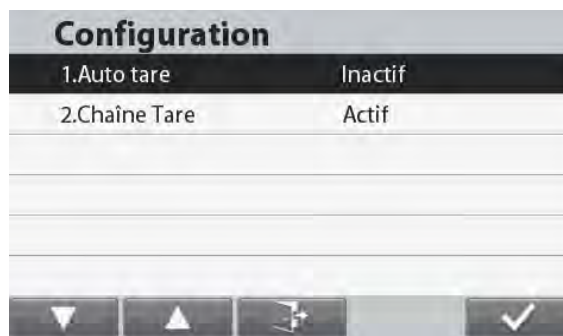 Configuration
1.Auto tare Inactif
2.Chaîne Tare Actif